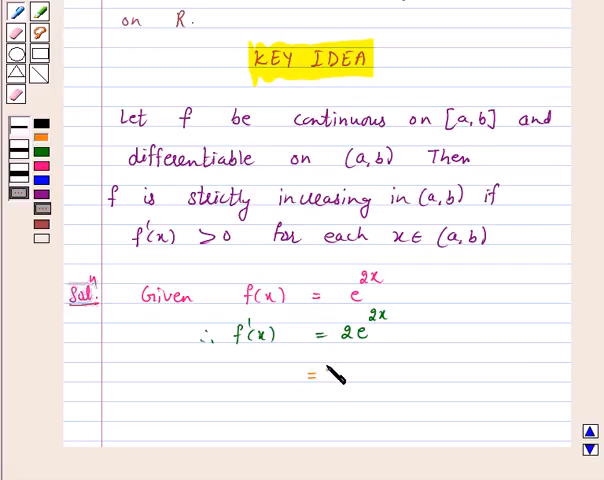 on R.
KEY IDEA
Let f be continuous on [a,b] and
differentiable on (a,b) Then
f is strictly increasing in (a,b) if
f'(x) > 0 for each x ∈ (a,b)
Solⁿ. Given f(x) = e^{2x}
∴ f'(x) = 2e^{2x}
=